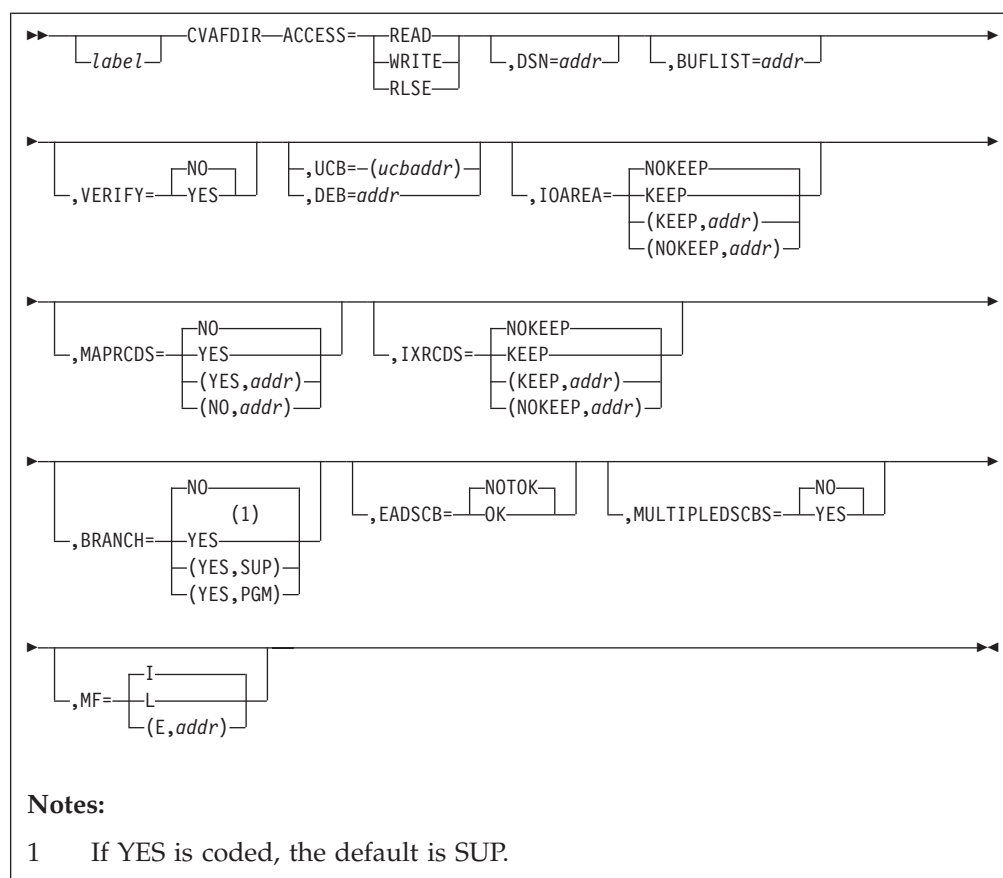 CVAFDIR ACCESS= READ
label WRITE ,DSN=addr ,BUFLIST=addr
RLSE
NO NOKEEP
,VERIFY= YES ,UCB= (ucbaddr) ,IOAREA= KEEP
,DEB=addr (KEEP,addr)
(NOKEEP,addr)
NO NOKEEP
,MAPRCDS= YES ,IXRCDS= KEEP
(YES,addr) (KEEP,addr)
(NO,addr) (NOKEEP,addr)
NO NOTOK NO
(1) ,EADSCB= OK ,MULTIPLEDSCBS= YES
,BRANCH= YES
(YES,SUP)
(YES,PGM)
I
,MF= L
(E,addr)
Notes:
1 If YES is coded, the default is SUP.